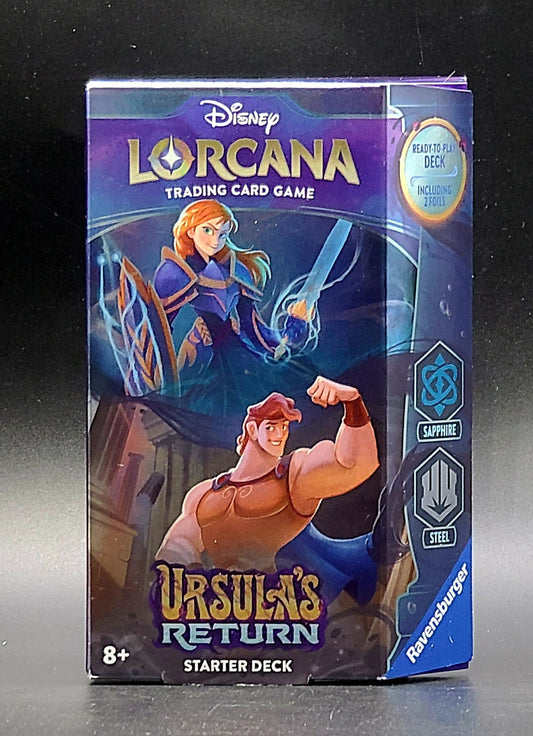 Disney
LORCANA
TRADING CARD GAME
READY-TO-PLAY
DECK
INCLUDING
2 FOILS
SAPPHIRE
STEEL
URSULA'S
RETURN
8+
STARTER DECK
Ravensburger